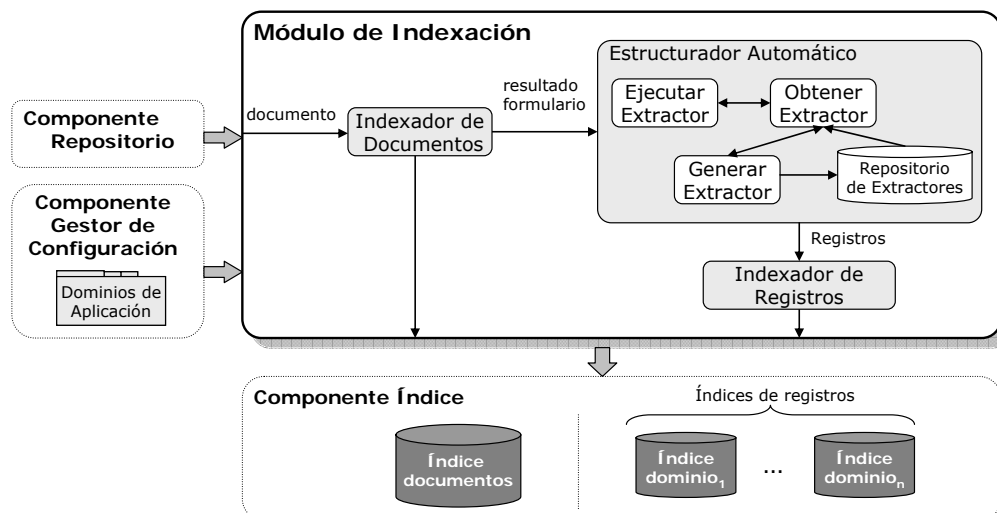 Módulo de Indexación
Componente
Repositorio
Componente
Gestor de
Configuración
Dominios de
Aplicación
documento
Indexador de
Documentos
resultado
formulario
Estructurador Automático
Ejecutar
Extractor
Obtener
Extractor
Generar
Extractor
Repositorio
de Extractores
Registros
Indexador de
Registros
Componente Índice
Índices de registros
Índice
documentos
Índice
dominio1
...
Índice
dominion